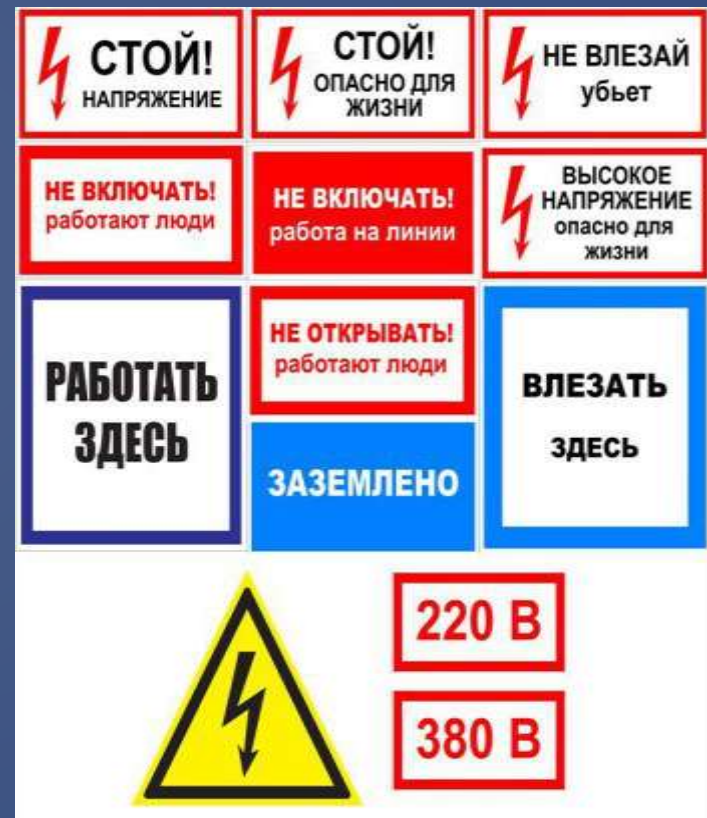 СТОЙ!
НАПРЯЖЕНИЕ
СТОЙ!
ОПАСНО ДЛЯ
ЖИЗНИ
НЕ ВЛЕЗАЙ
убьет
НЕ ВКЛЮЧАТЬ!
работают люди
НЕ ВКЛЮЧАТЬ!
работа на линии
ВЫСОКОЕ
НАПРЯЖЕНИЕ
опасно для
жизни
РАБОТАТЬ
ЗДЕСЬ
НЕ ОТКРЫВАТЬ!
работают люди
ЗАЗЕМЛЕНО
ВЛЕЗАТЬ
ЗДЕСЬ
220 В
380 В